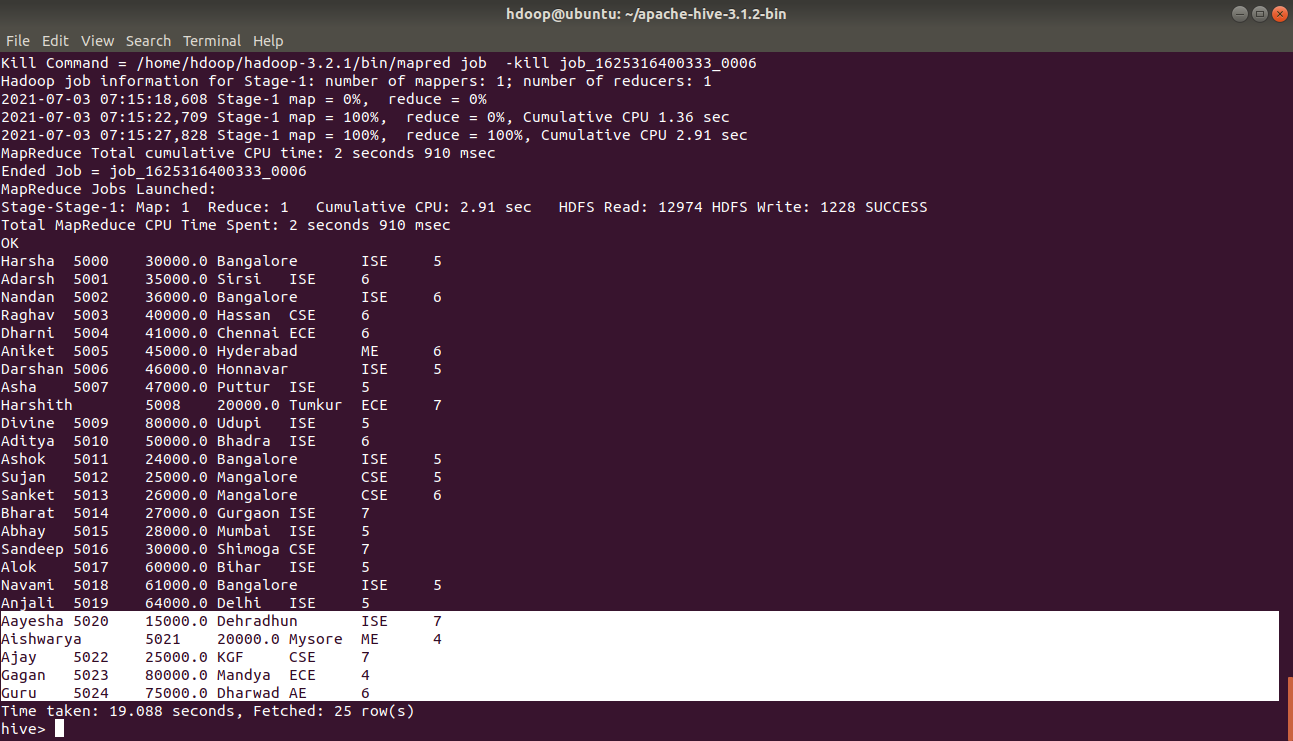 hdoop@ubuntu: ~/apache-hive-3.1.2-bin
File Edit View Search Terminal Help
Kill Command = /home/hdoop/hadoop-3.2.1/bin/mapred job  -kill job_1625316400333_0006
Hadoop job information for Stage-1: number of mappers: 1; number of reducers: 1
2021-07-03 07:15:18,608 Stage-1 map = 0%,  reduce = 0%
2021-07-03 07:15:22,709 Stage-1 map = 100%,  reduce = 0%, Cumulative CPU 1.36 sec
2021-07-03 07:15:27,828 Stage-1 map = 100%,  reduce = 100%, Cumulative CPU 2.91 sec
MapReduce Total cumulative CPU time: 2 seconds 910 msec
Ended Job = job_1625316400333_0006
MapReduce Jobs Launched:
Stage-Stage-1: Map: 1  Reduce: 1   Cumulative CPU: 2.91 sec   HDFS Read: 12974 HDFS Write: 1228 SUCCESS
Total MapReduce CPU Time Spent: 2 seconds 910 msec
OK
Harsha  5000    30000.0 Bangalore       ISE     5
Adarsh  5001    35000.0 Sirsi   ISE     6
Nandan  5002    36000.0 Bangalore       ISE     6
Raghav  5003    40000.0 Hassan  CSE     6
Dharni  5004    41000.0 Chennai ECE     6
Aniket  5005    45000.0 Hyderabad       ME      6
Darshan 5006    46000.0 Honnavar        ISE     5
Asha    5007    47000.0 Puttur  ISE     5
Harshith        5008    20000.0 Tumkur  ECE     7
Divine  5009    80000.0 Udupi   ISE     5
Aditya  5010    50000.0 Bhadra  ISE     6
Ashok   5011    24000.0 Bangalore       ISE     5
Sujan   5012    25000.0 Mangalore       CSE     5
Sanket  5013    26000.0 Mangalore       CSE     6
Bharat  5014    27000.0 Gurgaon ISE     7
Abhay   5015    28000.0 Mumbai  ISE     5
Sandeep 5016    30000.0 Shimoga CSE     7
Alok    5017    60000.0 Bihar   ISE     5
Navami  5018    61000.0 Bangalore       ISE     5
Anjali  5019    64000.0 Delhi   ISE     5
Aayesha 5020    15000.0 Dehradhun       ISE     7
Aishwarya       5021    20000.0 Mysore  ME      4
Ajay    5022    25000.0 KGF     CSE     7
Gagan   5023    80000.0 Mandya  ECE     4
Guru    5024    75000.0 Dharwad AE      6
Time taken: 19.088 seconds, Fetched: 25 row(s)
hive>